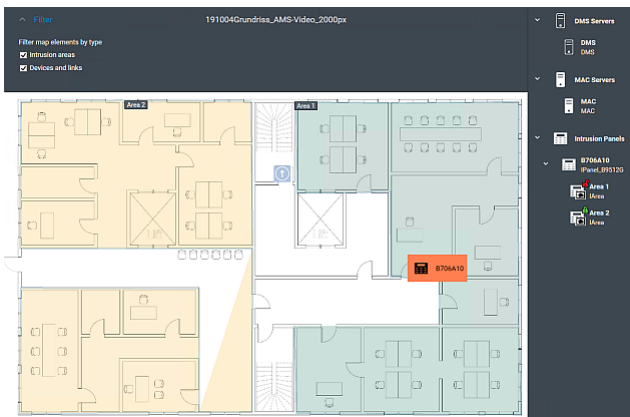 Filter
191004Grundriss_AMS-Video_2000px
Filter map elements by type
Intrusion areas
Devices and links
Area 2
Area 1
B706A10
DMS Servers
DMS
DMS
MAC Servers
MAC
MAC
Intrusion Panels
B706A10
IPanel_B9512G
Area 1
IArea
Area 2
IArea